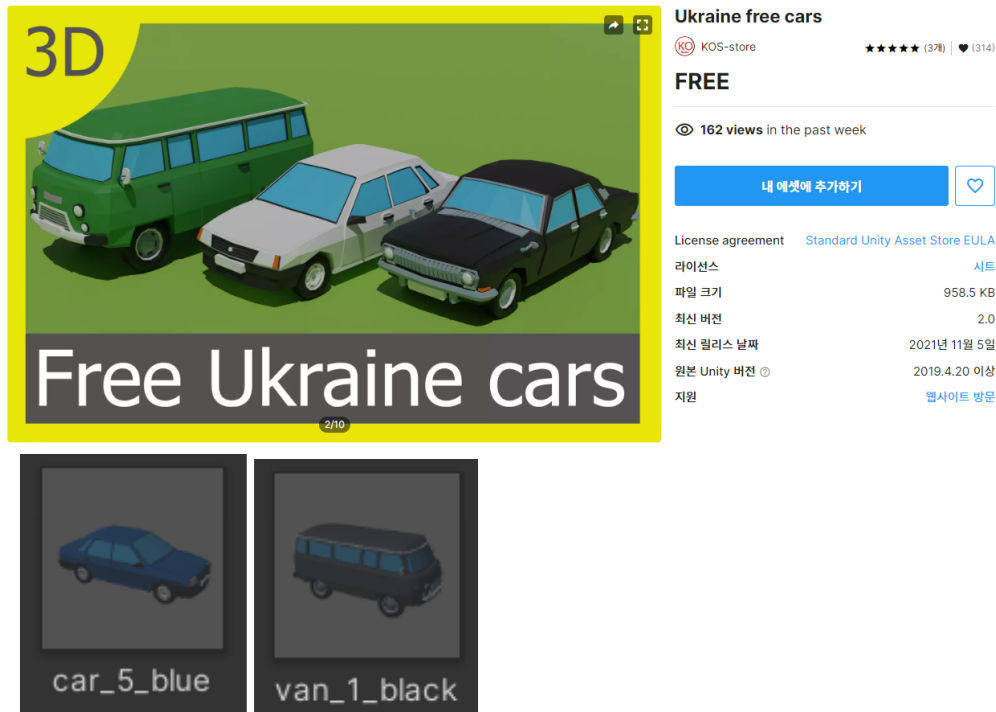 3D
Free Ukraine cars
2/10
Ukraine free cars
KO KOS-store
★★★★★ (3개) | ♥ (314)
FREE
162 views in the past week
내 에셋에 추가하기
License agreement Standard Unity Asset Store EULA
라이선스 시트
파일 크기 958.5 KB
최신 버전 2.0
최신 릴리스 날짜 2021년 11월 5일
원본 Unity 버전 ? 2019.4.20 이상
지원 웹사이트 방문
car_5_blue
van_1_black